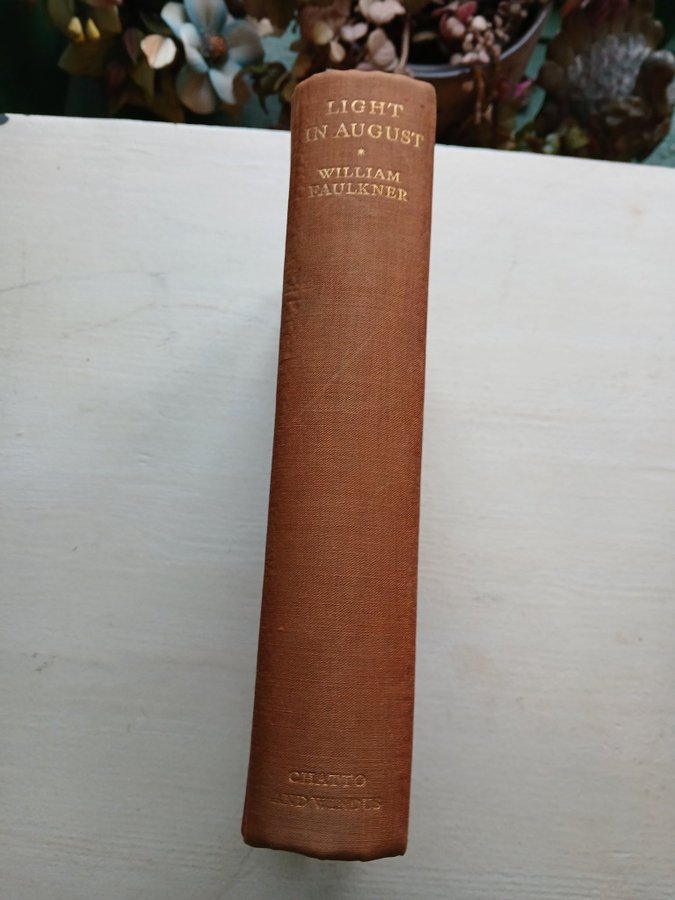 LIGHT
IN AUGUST
*
WILLIAM
FAULKNER
CHATTO
AND WINDUS